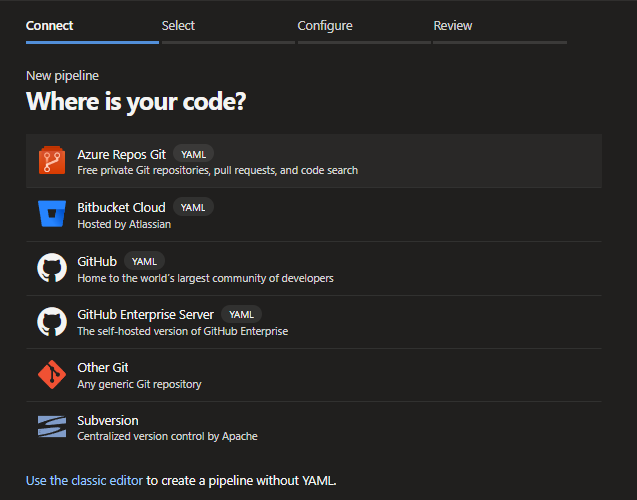 Connect Select Configure Review
New pipeline
Where is your code?
Azure Repos Git YAML
Free private Git repositories, pull requests, and code search
Bitbucket Cloud YAML
Hosted by Atlassian
GitHub YAML
Home to the world's largest community of developers
GitHub Enterprise Server YAML
The self-hosted version of GitHub Enterprise
Other Git
Any generic Git repository
Subversion
Centralized version control by Apache
Use the classic editor to create a pipeline without YAML.